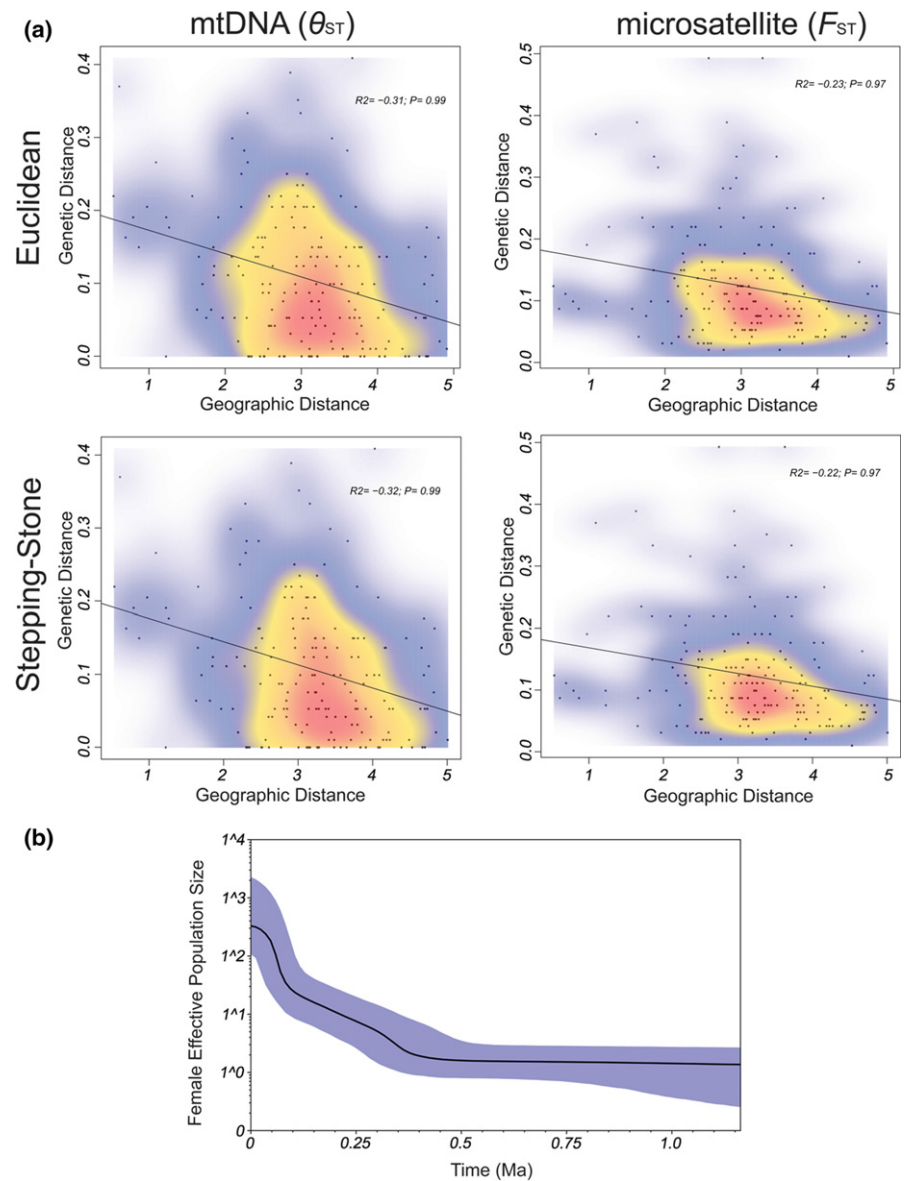 (a)
mtDNA (θST)
microsatellite (FST)
Euclidean
Genetic Distance
0.4
0.3
0.2
0.1
0.0
R2= −0.31; P= 0.99
1 2 3 4 5
Geographic Distance
Genetic Distance
0.5
0.4
0.3
0.2
0.1
0.0
R2= −0.23; P= 0.97
1 2 3 4 5
Geographic Distance
Stepping-Stone
Genetic Distance
0.4
0.3
0.2
0.1
0.0
R2= −0.32; P= 0.99
1 2 3 4 5
Geographic Distance
Genetic Distance
0.5
0.4
0.3
0.2
0.1
0.0
R2= −0.22; P= 0.97
1 2 3 4 5
Geographic Distance
(b)
Female Effective Population Size
1^4
1^3
1^2
1^1
1^0
0
0 0.25 0.5 0.75 1.0
Time (Ma)